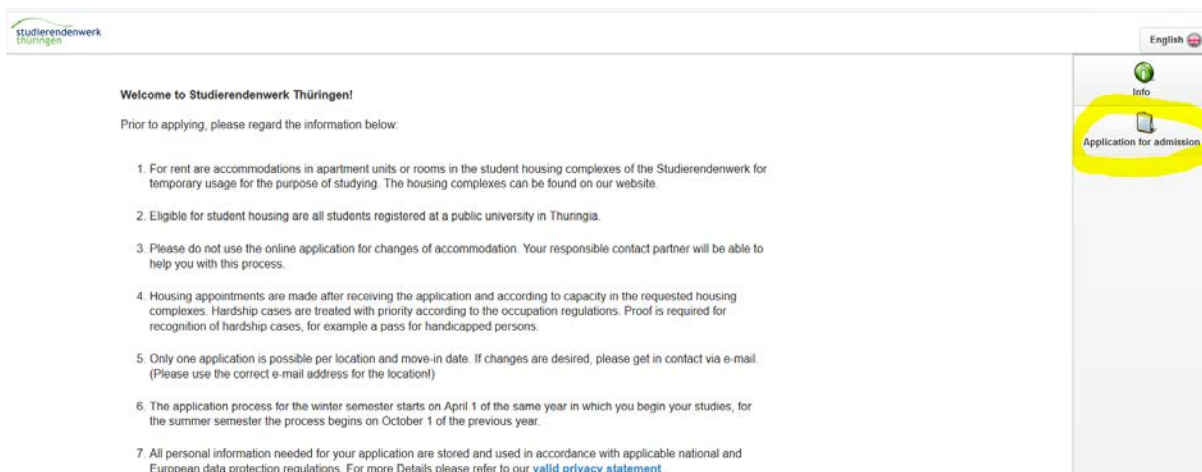 studierendenwerk
thüringen
English
Info
Application for admission
Welcome to Studierendenwerk Thüringen!
Prior to applying, please regard the information below:
1. For rent are accommodations in apartment units or rooms in the student housing complexes of the Studierendenwerk for
temporary usage for the purpose of studying. The housing complexes can be found on our website.
2. Eligible for student housing are all students registered at a public university in Thuringia.
3. Please do not use the online application for changes of accommodation. Your responsible contact partner will be able to
help you with this process.
4. Housing appointments are made after receiving the application and according to capacity in the requested housing
complexes. Hardship cases are treated with priority according to the occupation regulations. Proof is required for
recognition of hardship cases, for example a pass for handicapped persons.
5. Only one application is possible per location and move-in date. If changes are desired, please get in contact via e-mail.
(Please use the correct e-mail address for the location!)
6. The application process for the winter semester starts on April 1 of the same year in which you begin your studies, for
the summer semester the process begins on October 1 of the previous year.
7. All personal information needed for your application are stored and used in accordance with applicable national and
European data protection regulations. For more Details please refer to our valid privacy statement.